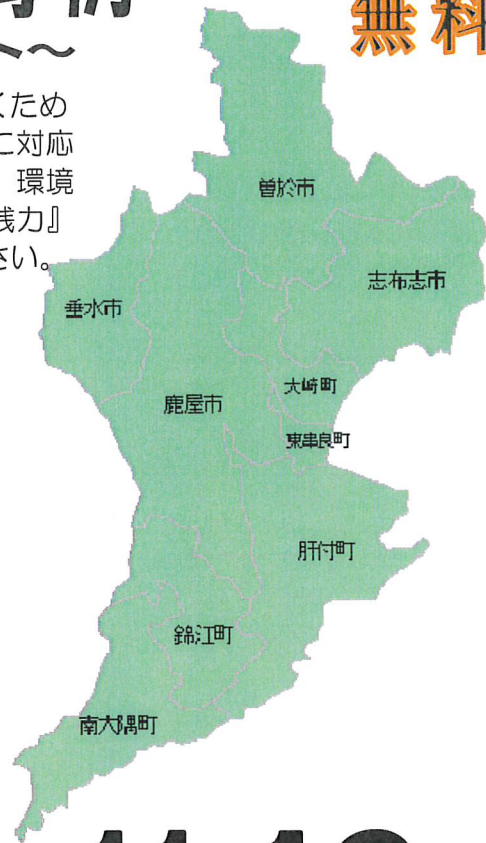 へ〜
無料
くため
に対応
環境
践力』
さい。
曽於市
志布志市
垂水市
大崎町
鹿屋市
東串良町
肝付町
錦江町
南大隅町